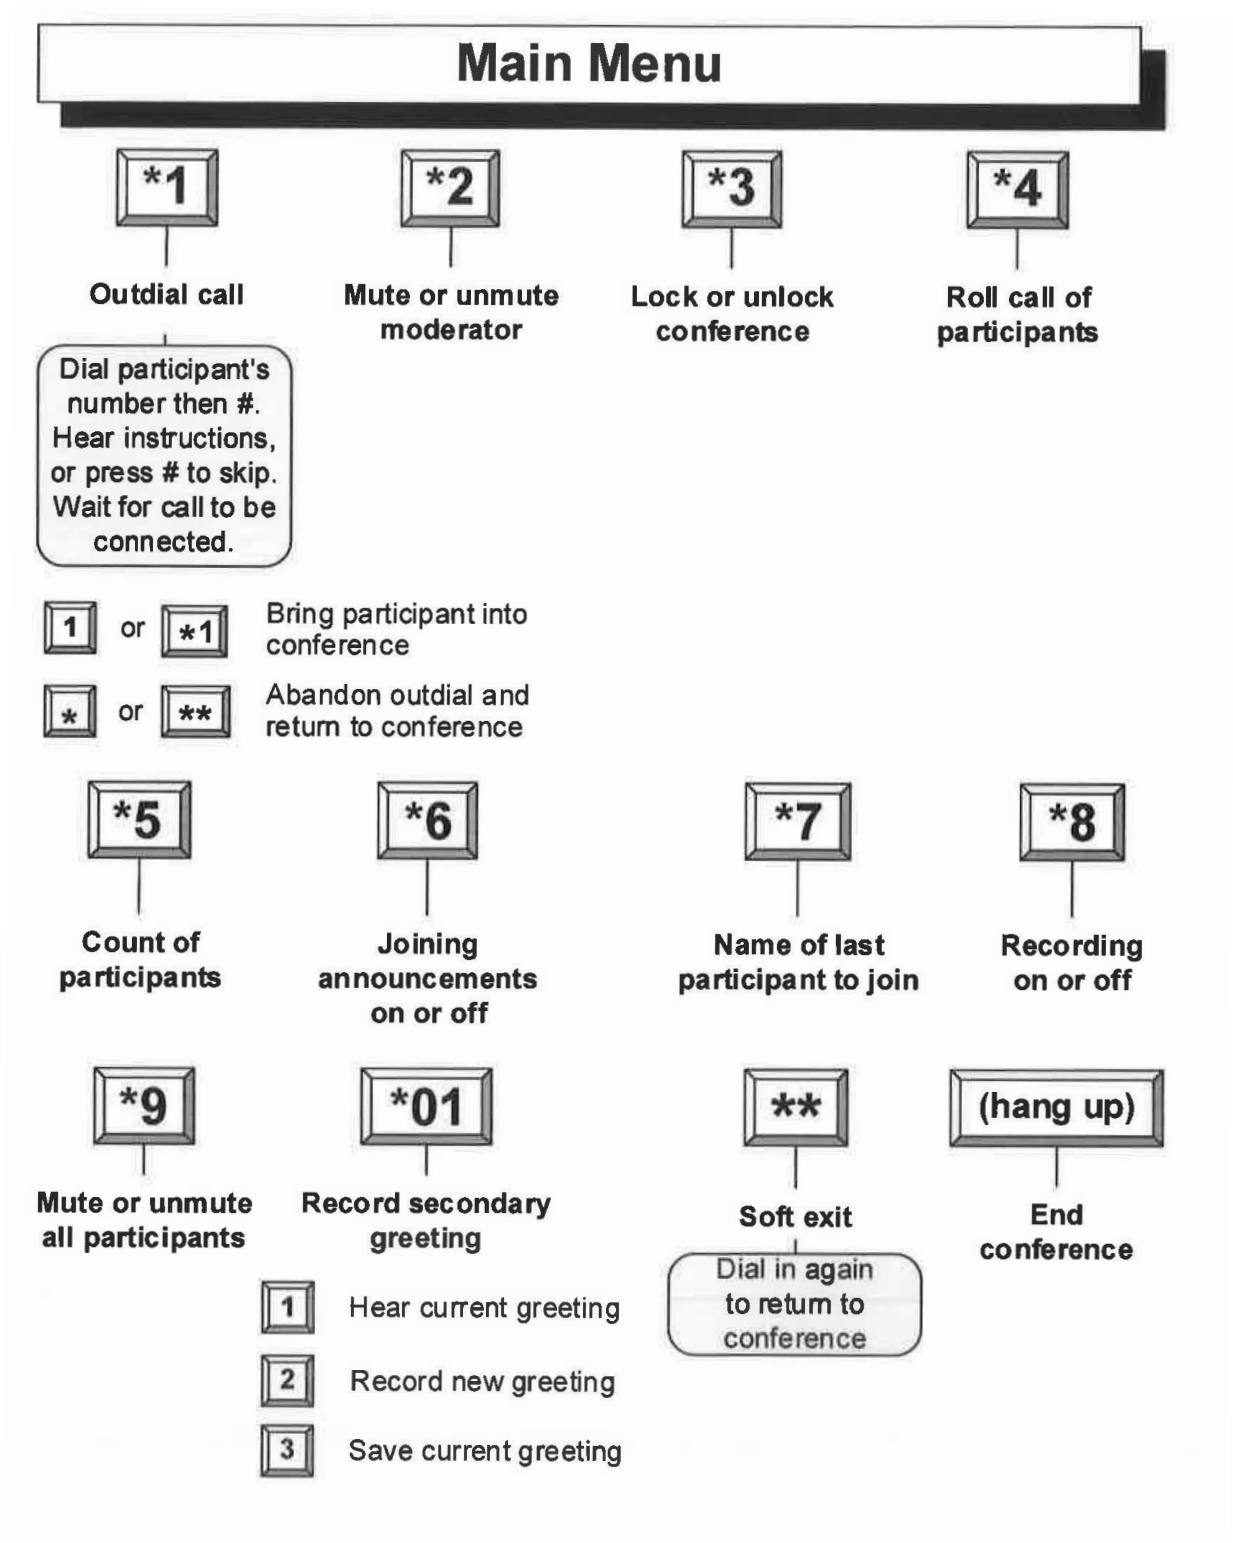 Main Menu
*1
*2
*3
*4
Outdial call
Mute or unmute
moderator
Lock or unlock
conference
Roll call of
participants
Dial participant's
number then #.
Hear instructions,
or press # to skip.
Wait for call to be
connected.
1 or *1 Bring participant into
conference
* or ** Abandon outdial and
return to conference
*5
*6
*7
*8
Count of
participants
Joining
announcements
on or off
Name of last
participant to join
Recording
on or off
*9
*01
**
(hang up)
Mute or unmute
all participants
Record secondary
greeting
Soft exit
End
conference
Dial in again
to return to
conference
1 Hear current greeting
2 Record new greeting
3 Save current greeting